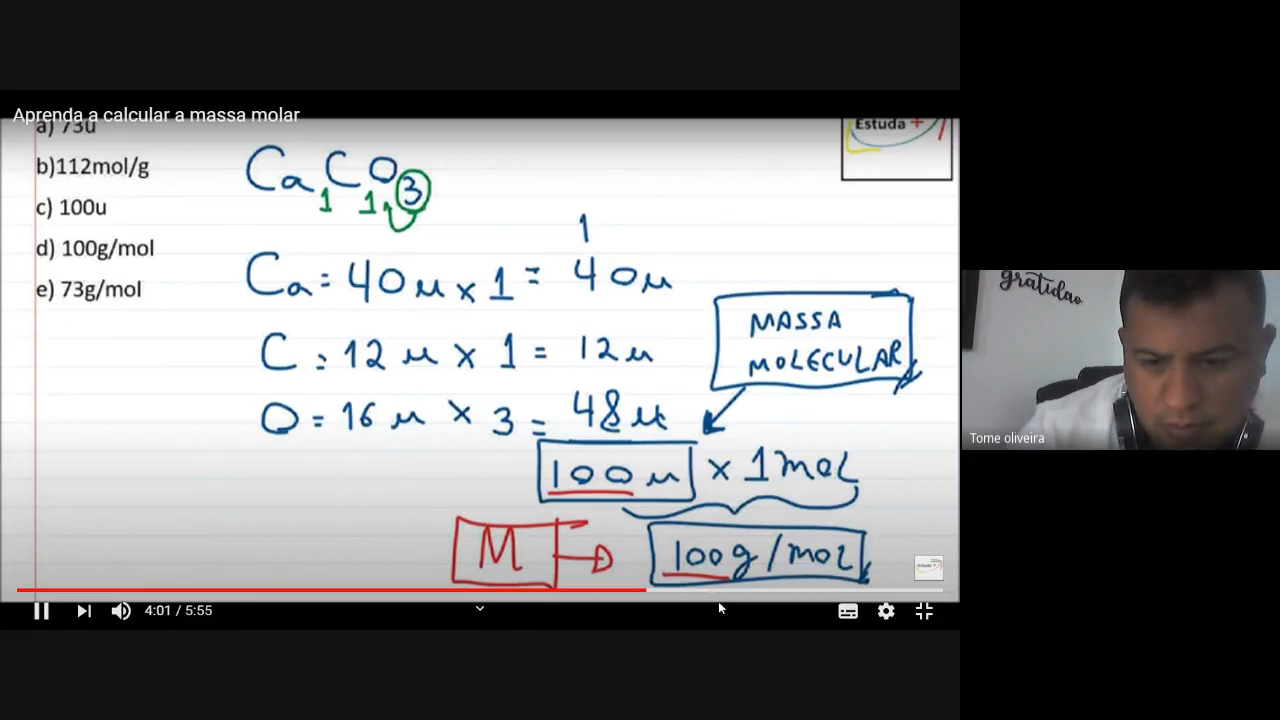 Aprenda a calcular a massa molar
a) 73u
b)112mol/g
c) 100u
d) 100g/mol
e) 73g/mol
Estuda +
CaCO3
1 1
1
Ca = 40u x 1 = 40u
C = 12u x 1 = 12u
O = 16u x 3 = 48u
MASSA
MOLECULAR
100u x 1mol
M → 100g/mol
Estuda +
4:01 / 5:55
gratidao
Tome oliveira